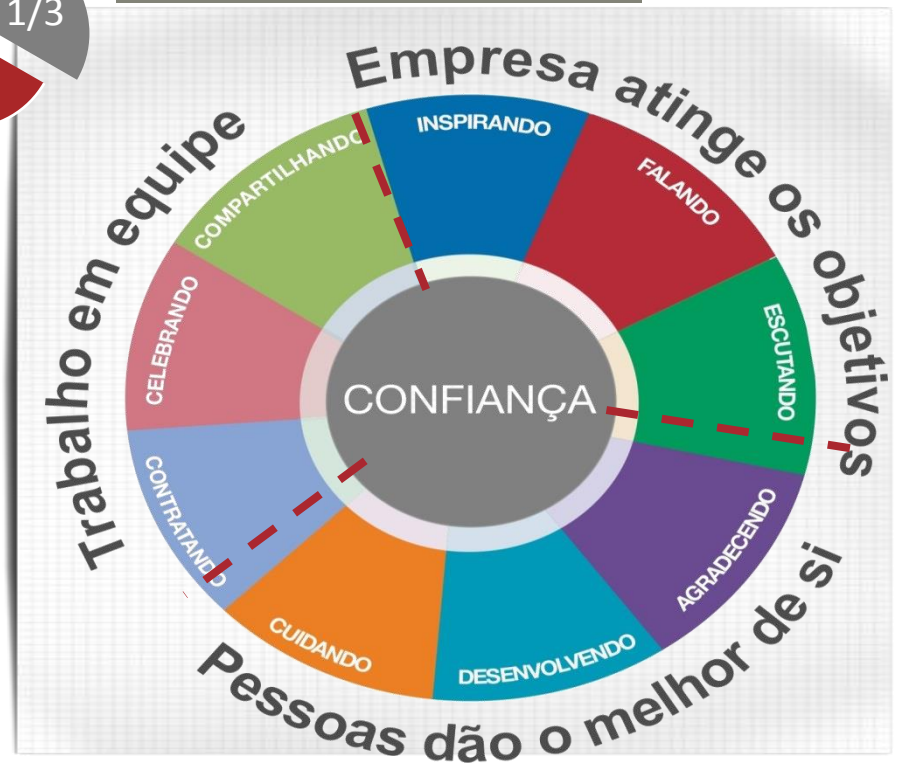 1/3
Empresa atinge os objetivos
Trabalho em equipe
Pessoas dão o melhor de si
INSPIRANDO
FALANDO
ESCUTANDO
AGRADECENDO
DESENVOLVENDO
CUIDANDO
CONTRATANDO
CELEBRANDO
COMPARTILHANDO
CONFIANÇA